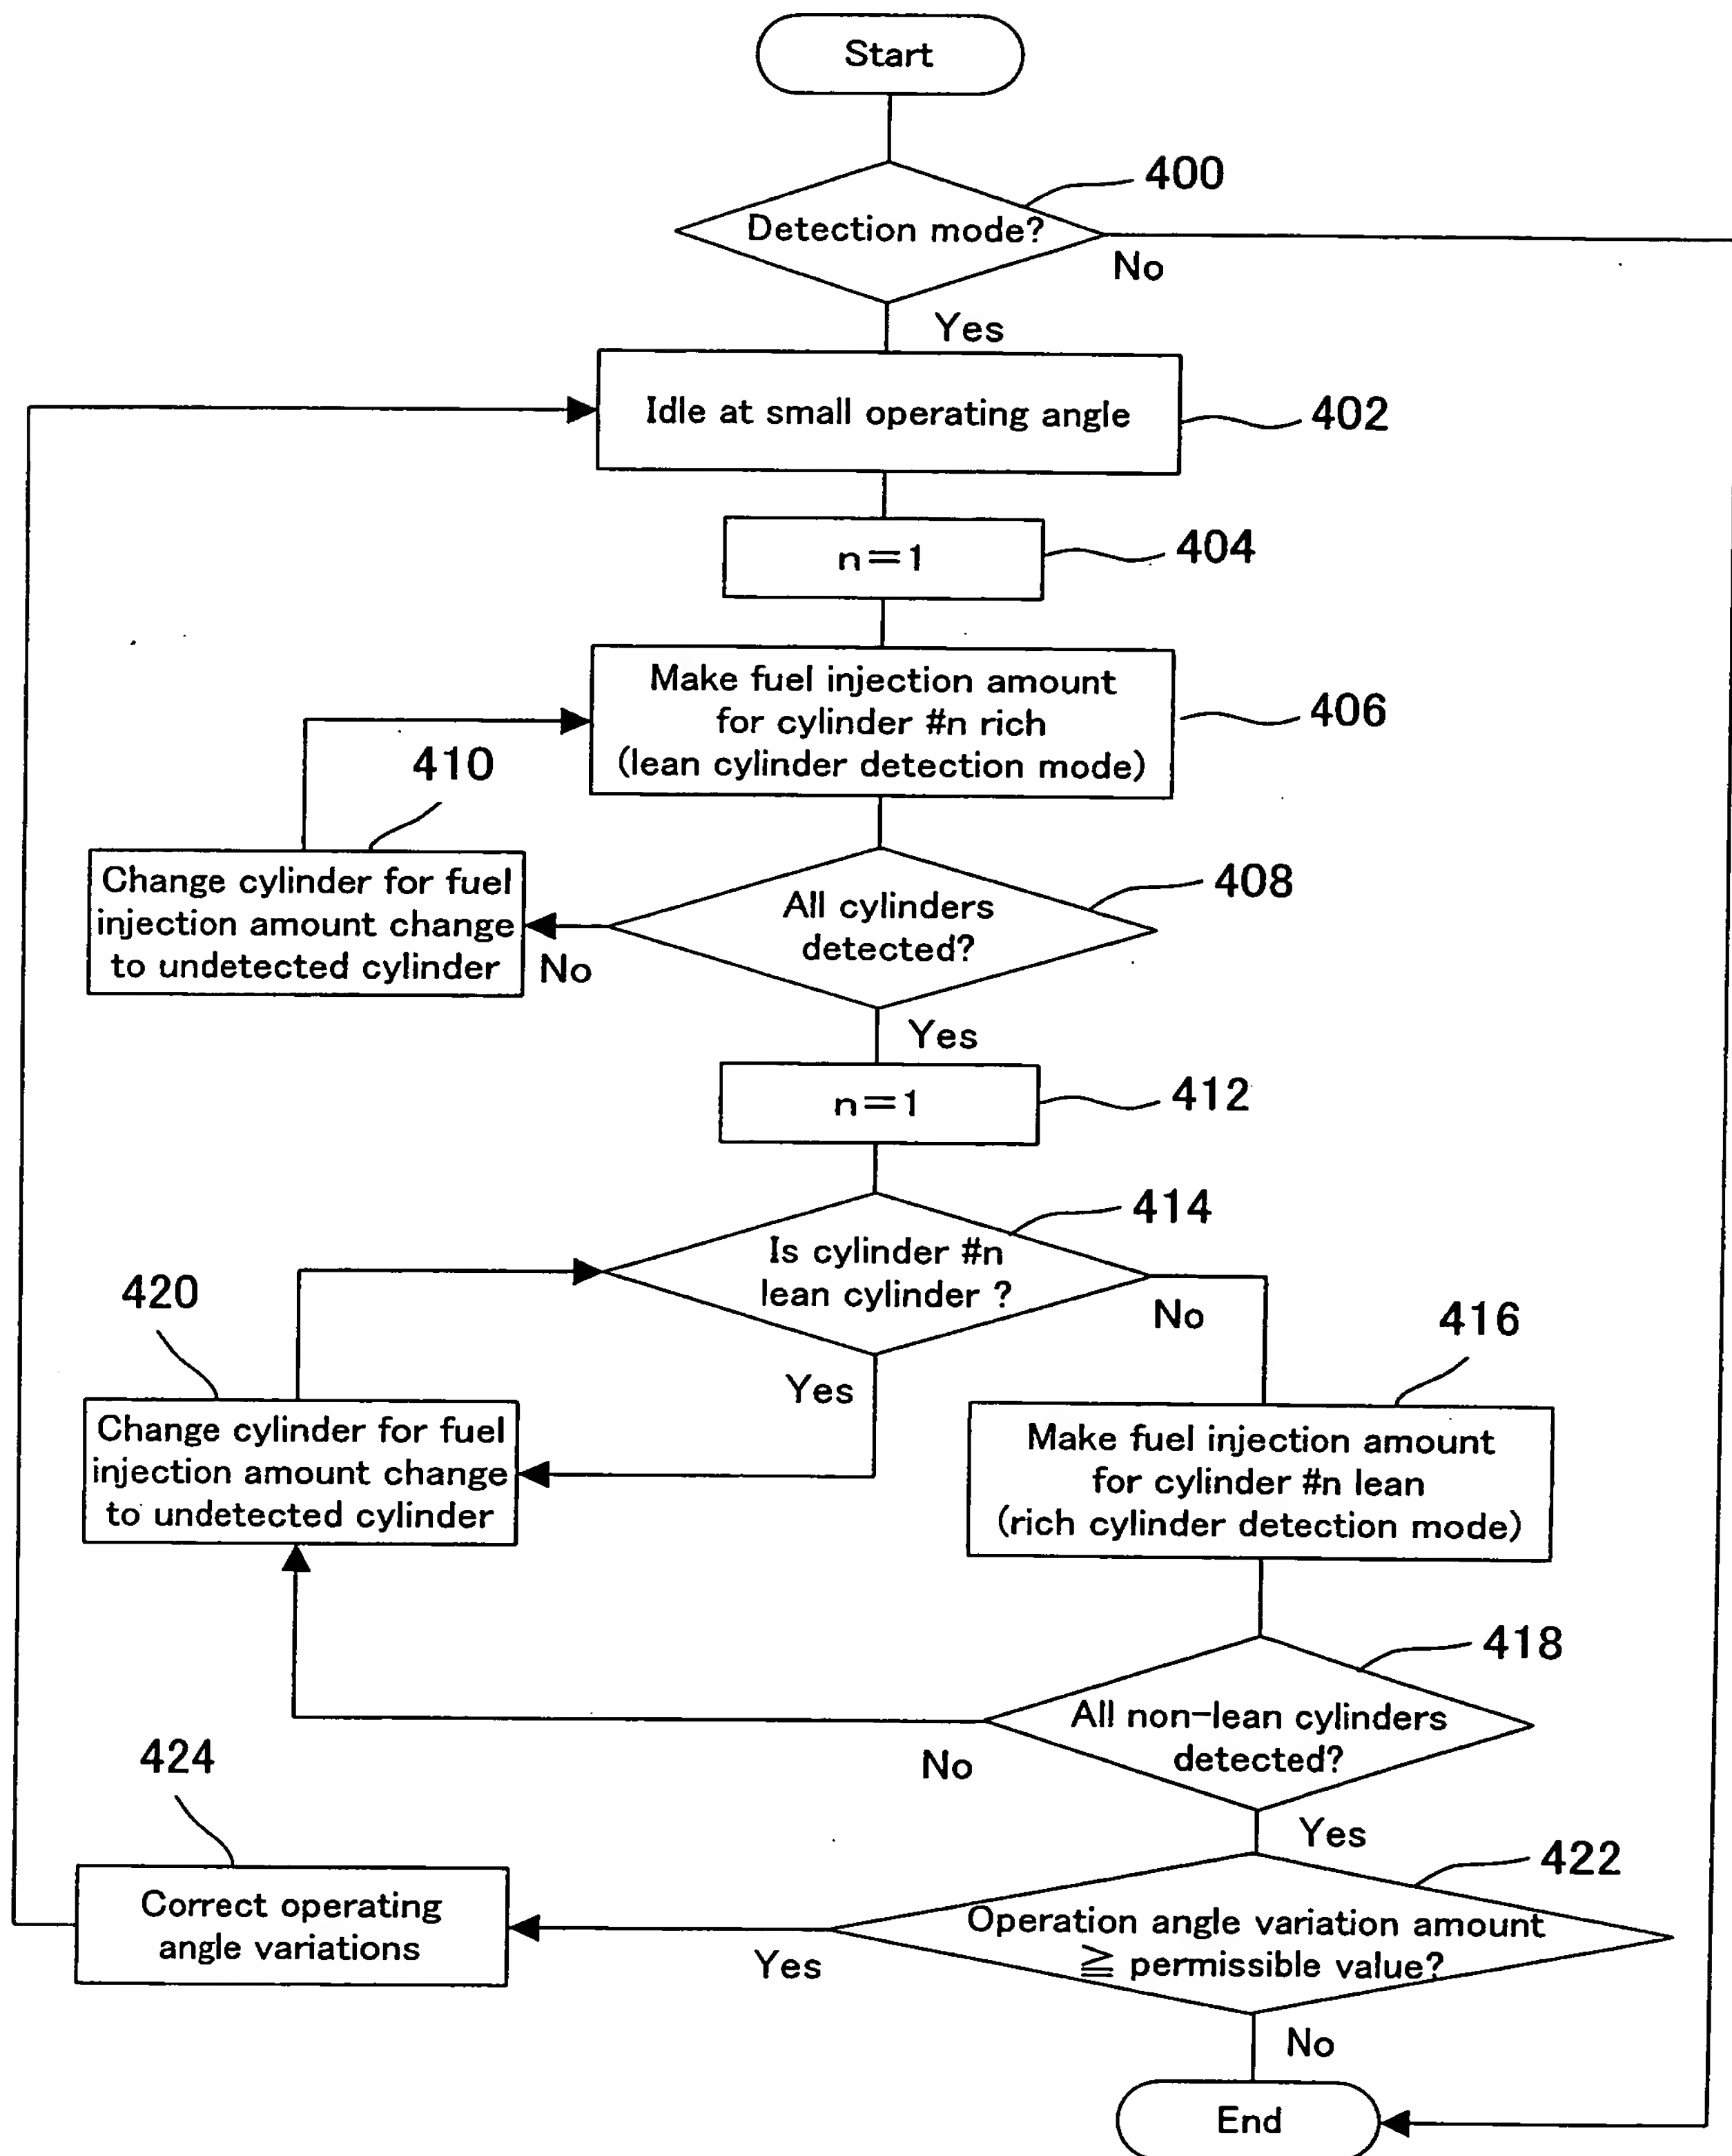 Start
400
Detection mode?
No
Yes
Idle at small operating angle
402
n=1
404
Make fuel injection amount
for cylinder #n rich
(lean cylinder detection mode)
406
410
Change cylinder for fuel
injection amount change
to undetected cylinder
No
All cylinders
detected?
408
Yes
n=1
412
414
Is cylinder #n
lean cylinder ?
No
Yes
420
Change cylinder for fuel
injection amount change
to undetected cylinder
416
Make fuel injection amount
for cylinder #n lean
(rich cylinder detection mode)
418
All non-lean cylinders
detected?
No
Yes
424
Correct operating
angle variations
422
Operation angle variation amount
≧ permissible value?
Yes
No
End